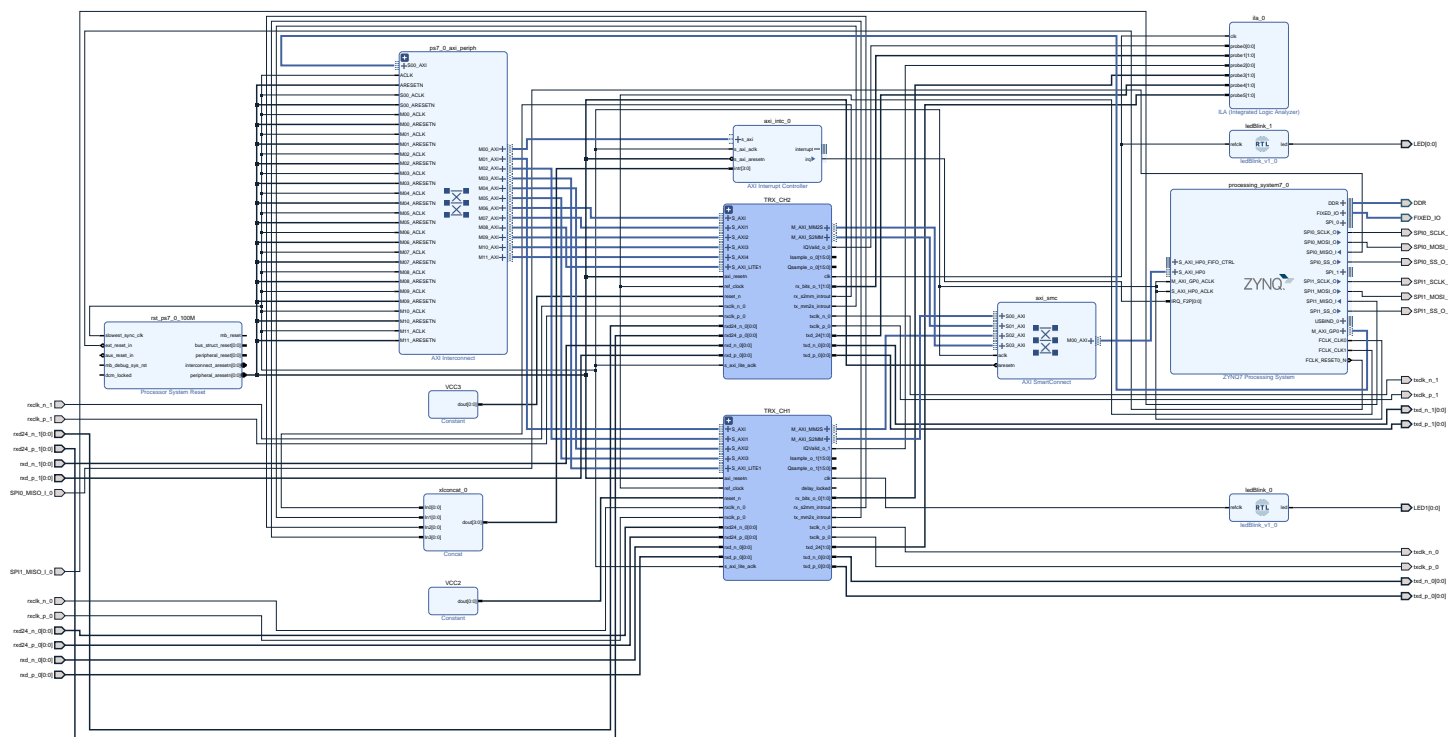 ila_0
clk
probe0[0:0]
probe1[1:0]
probe2[0:0]
probe3[1:0]
probe4[1:0]
probe5[1:0]
ILA (Integrated Logic Analyzer)
ps7_0_axi_periph
S00_AXI
ACLK
ARESETN
S00_ACLK
S00_ARESETN
M00_ACLK
M00_ARESETN
M01_ACLK
M01_ARESETN
M02_ACLK
M02_ARESETN
M03_ACLK
M03_ARESETN
M04_ACLK
M04_ARESETN
M05_ACLK
M05_ARESETN
M06_ACLK
M06_ARESETN
M07_ACLK
M07_ARESETN
M08_ACLK
M08_ARESETN
M09_ACLK
M09_ARESETN
M10_ACLK
M10_ARESETN
M11_ACLK
M11_ARESETN
M00_AXI
M01_AXI
M02_AXI
M03_AXI
M04_AXI
M05_AXI
M06_AXI
M07_AXI
M08_AXI
M09_AXI
M10_AXI
M11_AXI
AXI Interconnect
axi_intc_0
s_axi
s_axi_aclk
s_axi_aresetn
intr[3:0]
interrupt
irq
AXI Interrupt Controller
ledBlink_1
refclk
RTL
led
ledBlink_v1_0
LED[0:0]
TRX_CH2
S_AXI
S_AXI1
S_AXI2
S_AXI3
S_AXI4
S_AXI_LITE1
axi_resetn
ref_clock
reset_n
rxclk_n_0
rxclk_p_0
rxd24_n_0[0:0]
rxd24_p_0[0:0]
rxd_n_0[0:0]
rxd_p_0[0:0]
s_axi_lite_aclk
M_AXI_MM2S
M_AXI_S2MM
IQValid_o_0
Isample_o_0[15:0]
Qsample_o_0[15:0]
clk
rx_bits_n_1[1:0]
rx_s2mm_introut
tx_mm2s_introut
txclk_n_0
txclk_p_0
txd_24[1:0]
txd_n_0[0:0]
txd_p_0[0:0]
processing_system7_0
S_AXI_HP0_FIFO_CTRL
S_AXI_HP0
M_AXI_GP0_ACLK
S_AXI_HP0_ACLK
IRQ_F2P[0:0]
ZYNQ
DDR
FIXED_IO
SPI_0
SPI0_SCLK_O
SPI0_MOSI_O
SPI0_MISO_I
SPI0_SS_O
SPI_1
SPI1_SCLK_O
SPI1_MOSI_O
SPI1_MISO_I
SPI1_SS_O
USBIND_0
M_AXI_GP0
FCLK_CLK0
FCLK_CLK1
FCLK_RESET0_N
ZYNQ7 Processing System
DDR
FIXED_IO
SPI0_SCLK_
SPI0_MOSI_
SPI0_SS_O_
SPI1_SCLK_
SPI1_MOSI_
SPI1_SS_O_
axi_smc
S00_AXI
S01_AXI
S02_AXI
S03_AXI
aclk
aresetn
M00_AXI
AXI SmartConnect
rst_ps7_0_100M
slowest_sync_clk
ext_reset_in
aux_reset_in
mb_debug_sys_rst
dcm_locked
mb_reset
bus_struct_reset[0:0]
peripheral_reset[0:0]
interconnect_aresetn[0:0]
peripheral_aresetn[0:0]
Processor System Reset
VCC3
dout[0:0]
Constant
rxclk_n_1
rxclk_p_1
rxd24_n_1[0:0]
rxd24_p_1[0:0]
rxd_n_1[0:0]
rxd_p_1[0:0]
SPI0_MISO_I_0
txclk_n_1
txclk_p_1
txd_n_1[0:0]
txd_p_1[0:0]
TRX_CH1
S_AXI
S_AXI1
S_AXI2
S_AXI3
S_AXI_LITE1
axi_resetn
ref_clock
reset_n
rxclk_n_0
rxclk_p_0
rxd24_n_0[0:0]
rxd24_p_0[0:0]
rxd_n_0[0:0]
rxd_p_0[0:0]
s_axi_lite_aclk
M_AXI_MM2S
M_AXI_S2MM
IQValid_o_1
Isample_o_1[15:0]
Qsample_o_1[15:0]
clk
delay_locked
rx_bits_o_0[1:0]
rx_s2mm_introut
tx_mm2s_introut
txclk_n_0
txclk_p_0
txd_24[1:0]
txd_n_0[0:0]
txd_p_0[0:0]
xlconcat_0
In0[0:0]
In1[0:0]
In2[0:0]
In3[0:0]
dout[3:0]
Concat
ledBlink_0
refclk
RTL
led
ledBlink_v1_0
LED1[0:0]
SPI1_MISO_I_0
VCC2
dout[0:0]
Constant
rxclk_n_0
rxclk_p_0
rxd24_n_0[0:0]
rxd24_p_0[0:0]
rxd_n_0[0:0]
rxd_p_0[0:0]
txclk_n_0
txclk_p_0
txd_n_0[0:0]
txd_p_0[0:0]